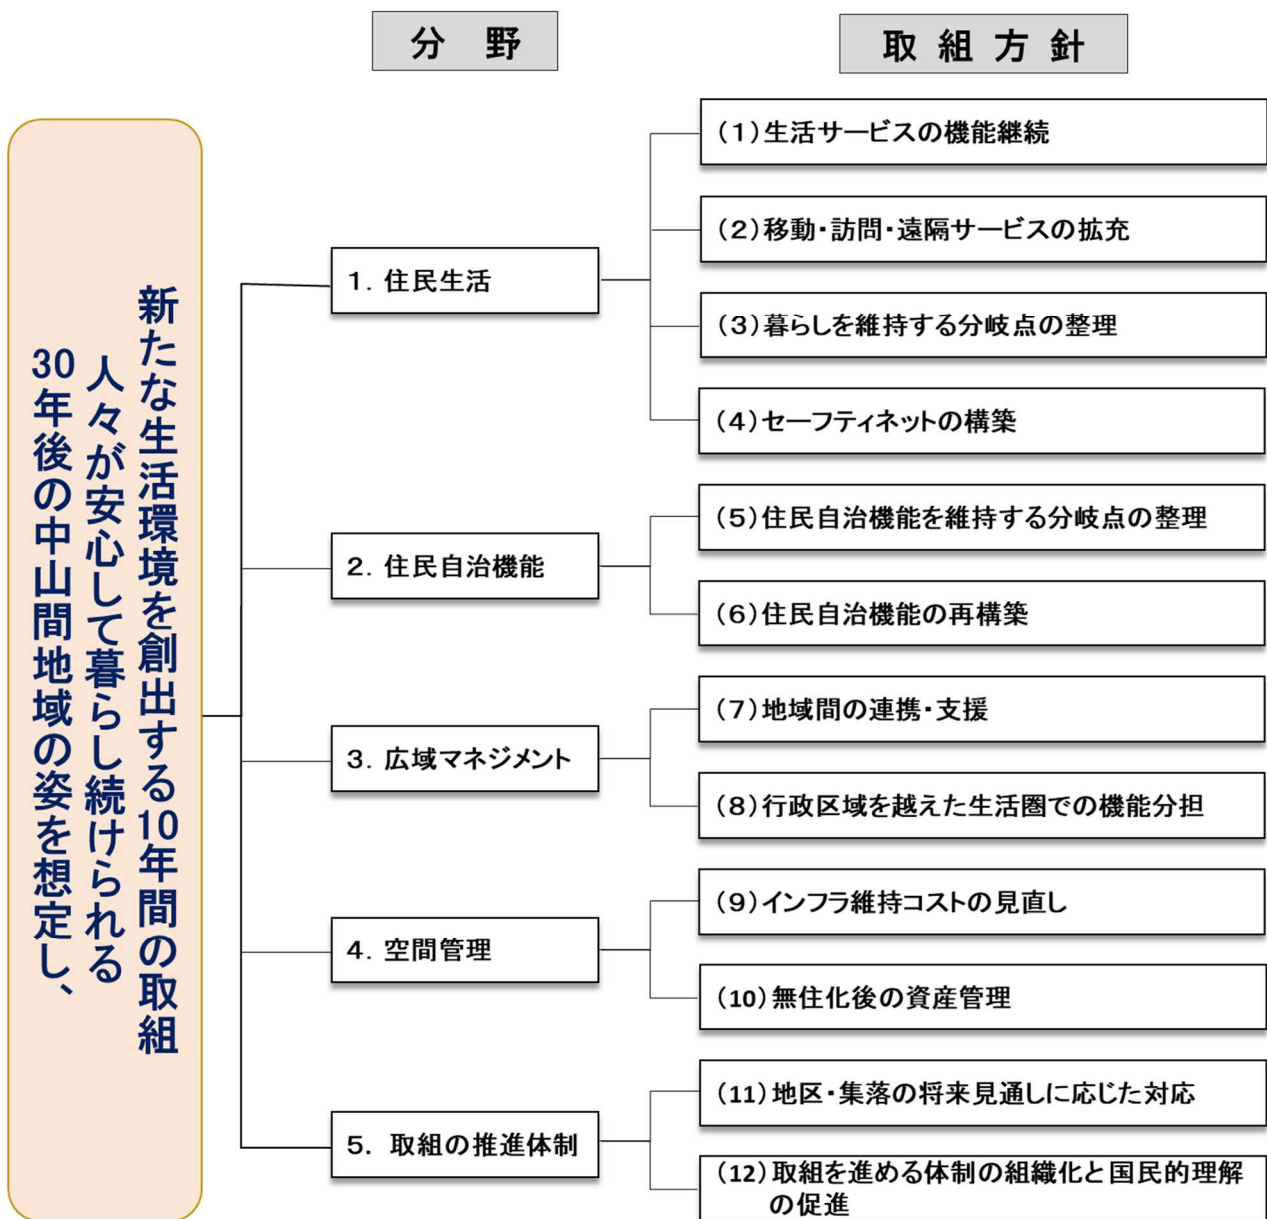 分 野
取 組 方 針
30年後の中山間地域の姿を想定し、
人々が安心して暮らし続けられる
新たな生活環境を創出する10年間の取組
1. 住民生活
(1)生活サービスの機能継続
(2)移動・訪問・遠隔サービスの拡充
(3)暮らしを維持する分岐点の整理
(4)セーフティネットの構築
2. 住民自治機能
(5)住民自治機能を維持する分岐点の整理
(6)住民自治機能の再構築
3. 広域マネジメント
(7)地域間の連携・支援
(8)行政区域を越えた生活圏での機能分担
4. 空間管理
(9)インフラ維持コストの見直し
(10)無住化後の資産管理
5. 取組の推進体制
(11)地区・集落の将来見通しに応じた対応
(12)取組を進める体制の組織化と国民的理解
の促進